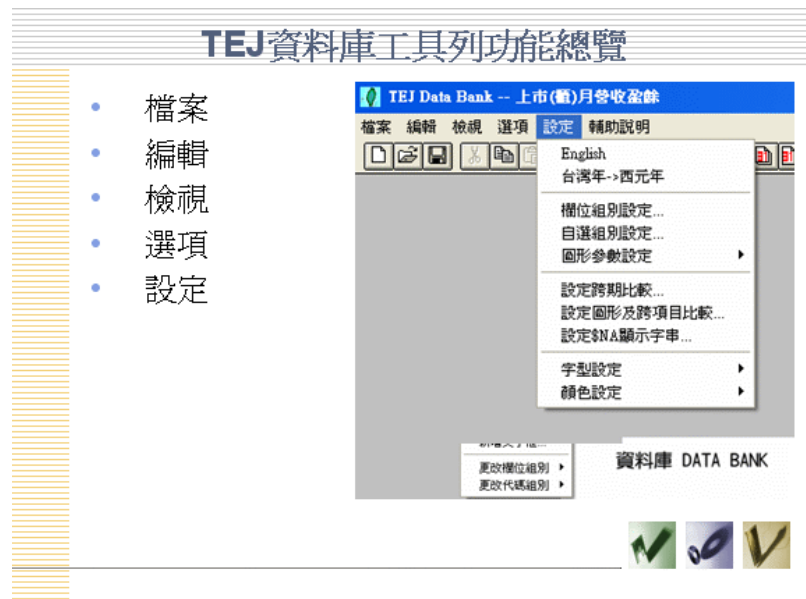 TEJ資料庫工具列功能總覽
檔案
編輯
檢視
選項
設定
TEJ Data Bank -- 上市(櫃)月營收盈餘
檔案 編輯 檢視 選項 設定 輔助說明
English
台灣年->西元年
欄位組別設定...
自選組別設定...
圖形參數設定
設定跨期比較...
設定圖形及跨項目比較...
設定$NA顯示字串...
字型設定
顏色設定
更改欄位組別
更改代碼組別
資料庫 DATA BANK